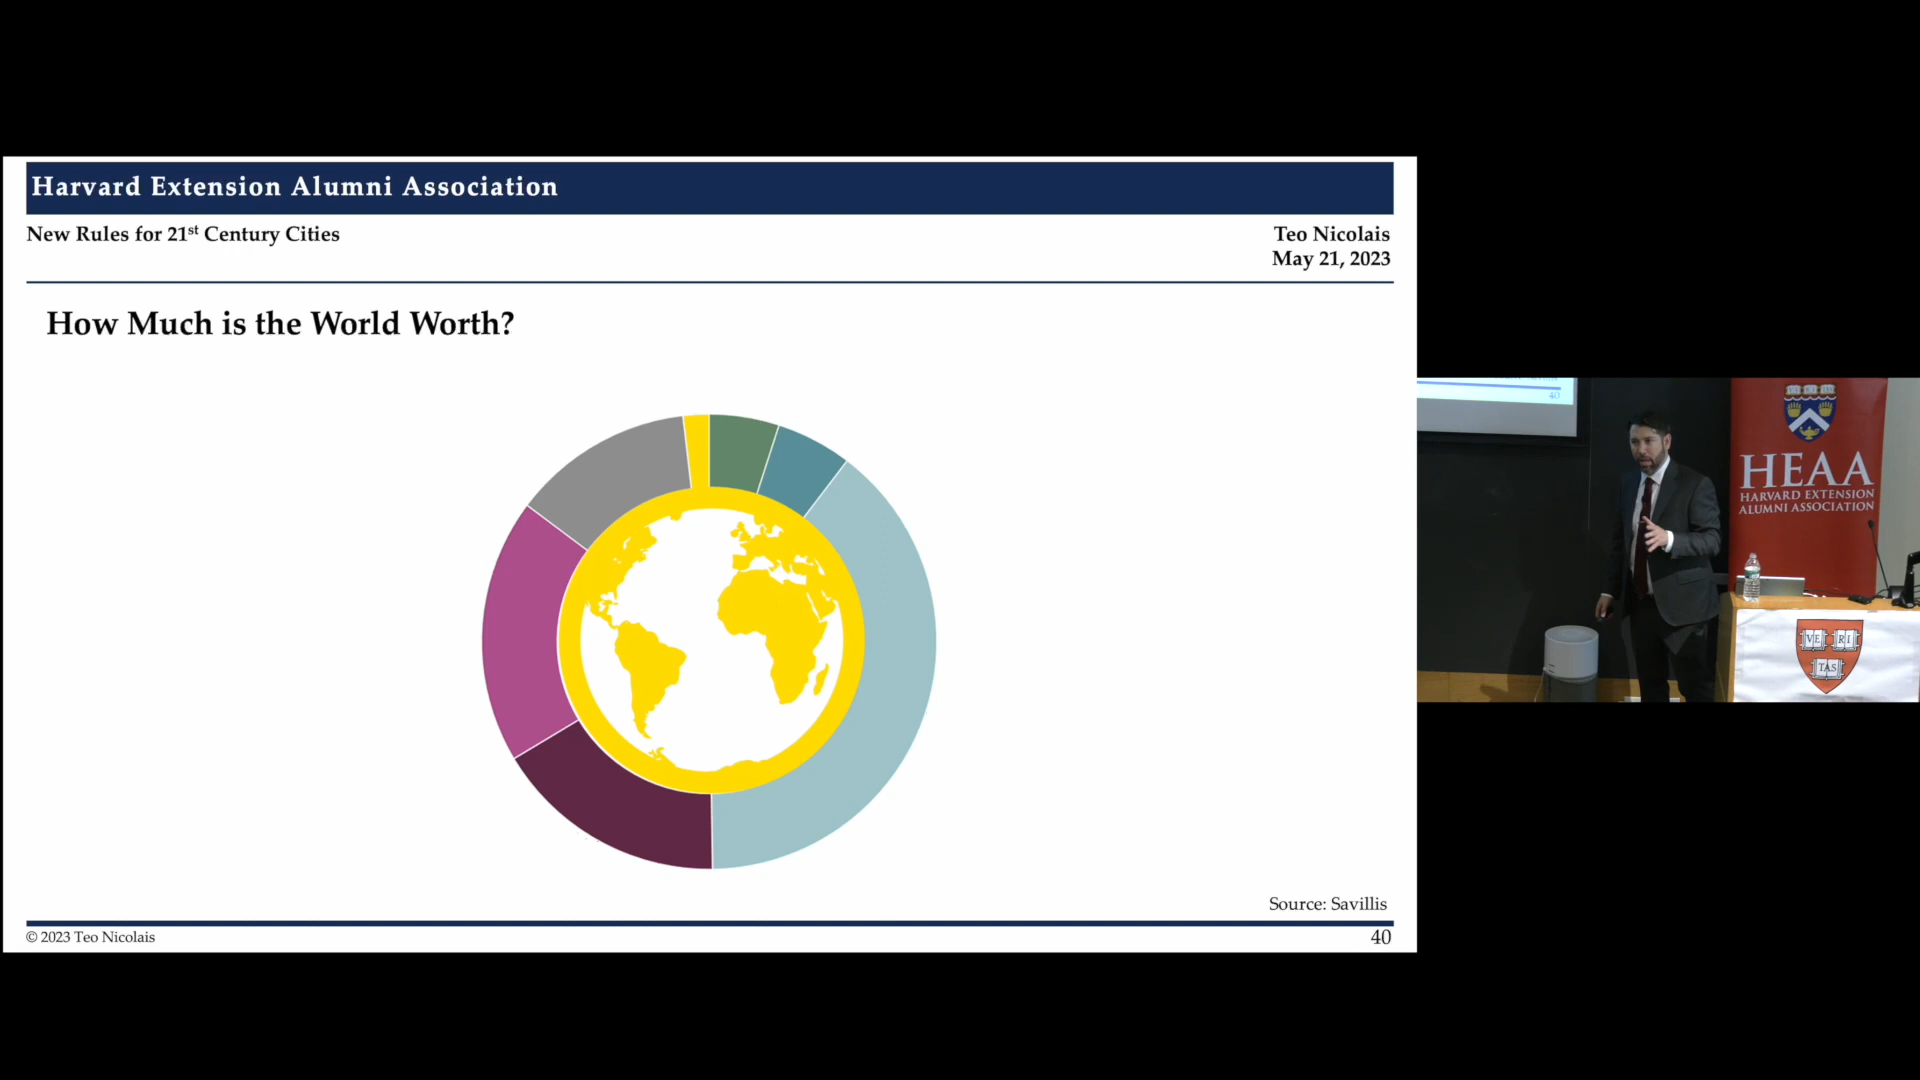 Harvard Extension Alumni Association
New Rules for 21st Century Cities
Teo Nicolais
May 21, 2023
How Much is the World Worth?
Source: Savillis
© 2023 Teo Nicolais
40
40
HEAA
HARVARD EXTENSION
ALUMNI ASSOCIATION
VE RI
TAS